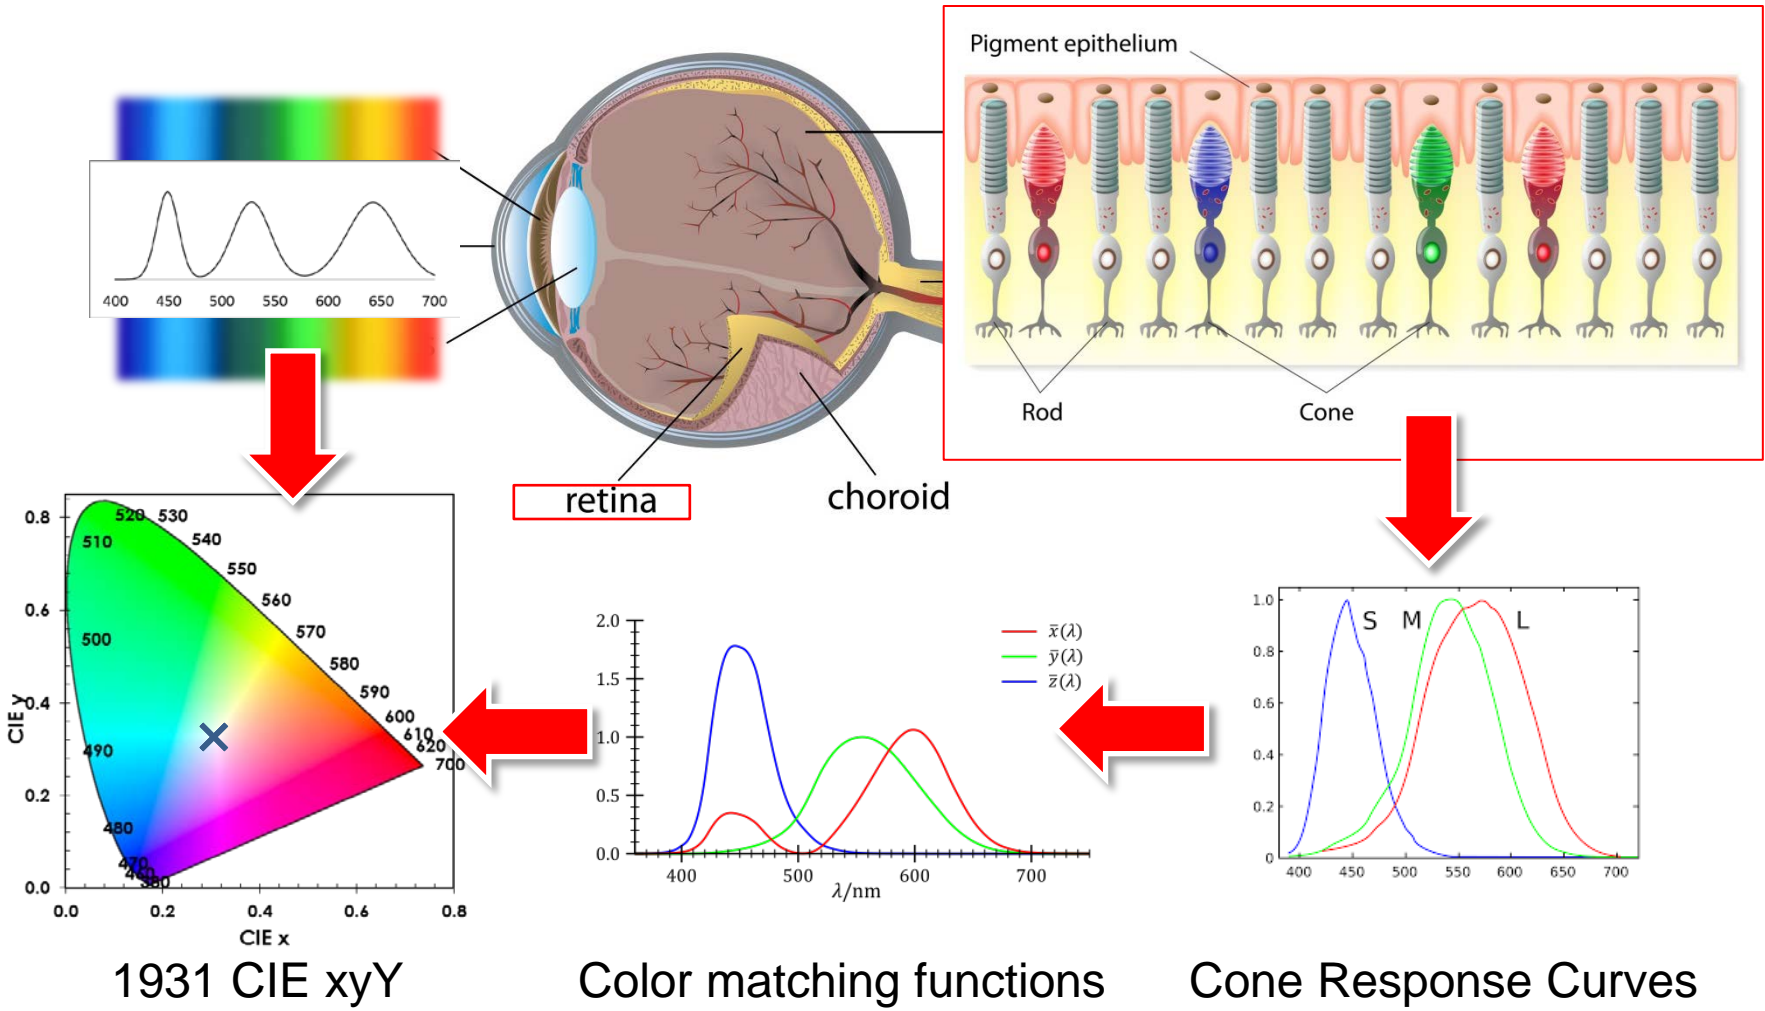 Pigment epithelium
Rod
Cone
400 450 500 550 600 650 700
retina
choroid
0.8
0.6
0.4
0.2
0.0
CIE y
520
530
510
540
550
560
500
570
580
590
600
610
620
700
490
480
470
460
380
0.0 0.2 0.4 0.6 0.8
CIE x
1931 CIE xyY
2.0
1.5
1.0
0.5
0.0
x̄(λ)
ȳ(λ)
z̄(λ)
400 500 600 700
λ/nm
Color matching functions
1.0
0.8
0.6
0.4
0.2
0
S M L
400 450 500 550 600 650 700
Cone Response Curves